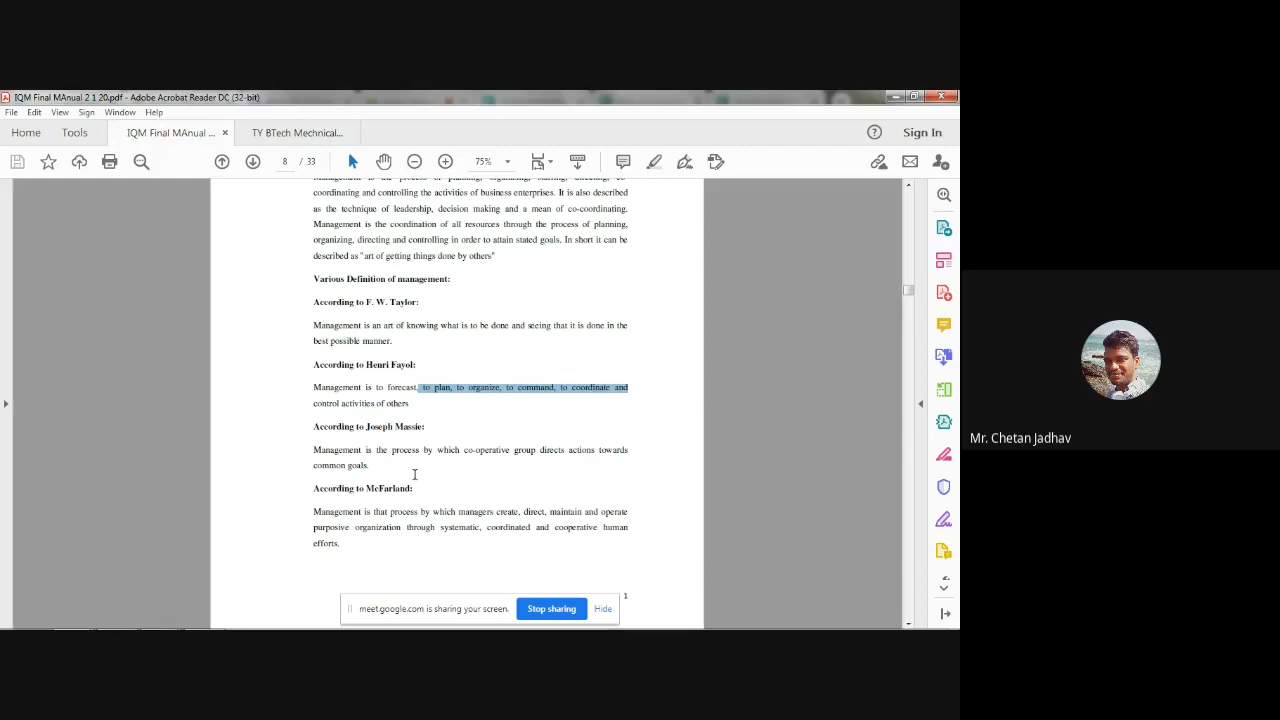 IQM Final MAnual 2 1 20.pdf - Adobe Acrobat Reader DC (32-bit)
File Edit View Sign Window Help
Home Tools IQM Final MAnual ... × TY BTech Mechnical... Sign In
8 / 33 75%
Management is the process of planning, organizing, staffing, directing, co-
coordinating and controlling the activities of business enterprises. It is also described
as the technique of leadership, decision making and a mean of co-coordinating.
Management is the coordination of all resources through the process of planning,
organizing, directing and controlling in order to attain stated goals. In short it can be
described as "art of getting things done by others"
Various Definition of management:
According to F. W. Taylor:
Management is an art of knowing what is to be done and seeing that it is done in the
best possible manner.
According to Henri Fayol:
Management is to forecast, to plan, to organize, to command, to coordinate and
control activities of others
According to Joseph Massie:
Management is the process by which co-operative group directs actions towards
common goals.
According to McFarland:
Management is that process by which managers create, direct, maintain and operate
purposive organization through systematic, coordinated and cooperative human
efforts.
1
meet.google.com is sharing your screen. Stop sharing Hide
Mr. Chetan Jadhav